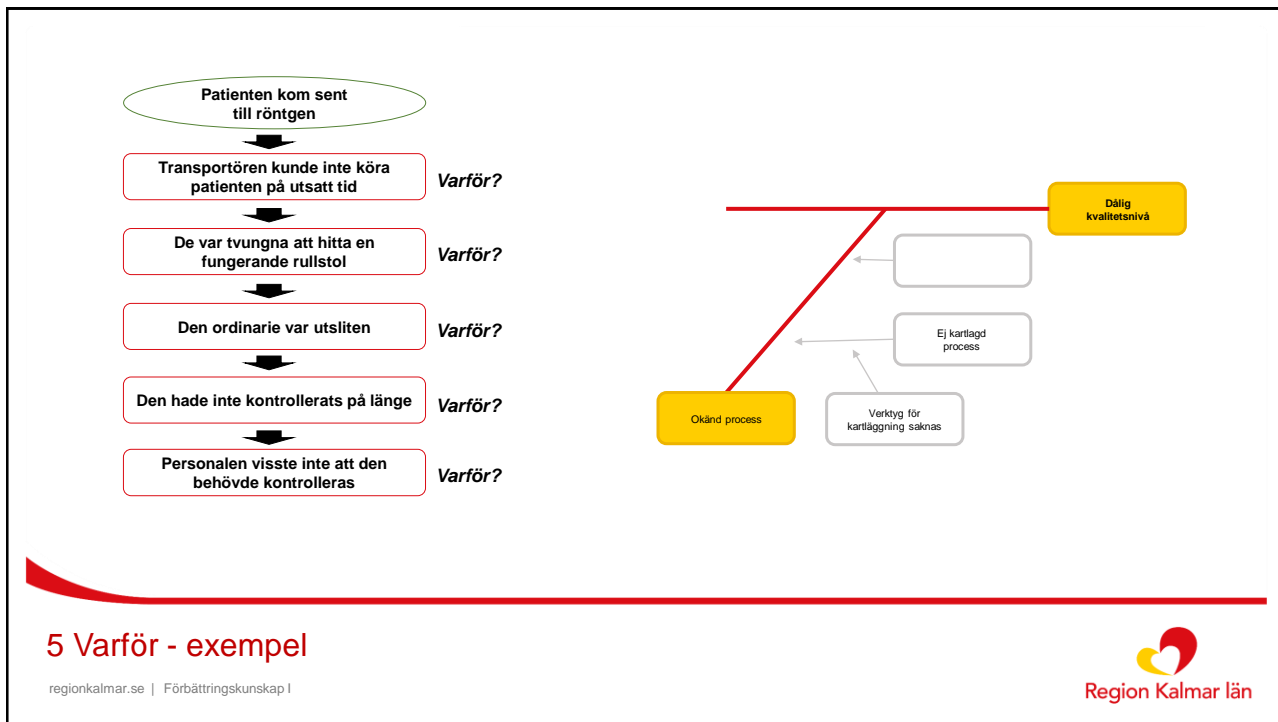 Patienten kom sent
till röntgen
Transportören kunde inte köra
patienten på utsatt tid
Varför?
De var tvungna att hitta en
fungerande rullstol
Varför?
Den ordinarie var utsliten
Varför?
Den hade inte kontrollerats på länge
Varför?
Personalen visste inte att den
behövde kontrolleras
Varför?
Dålig
kvalitetsnivå
Ej kartlagd
process
Okänd process
Verktyg för
kartläggning saknas
5 Varför - exempel
regionkalmar.se | Förbättringskunskap I
Region Kalmar län